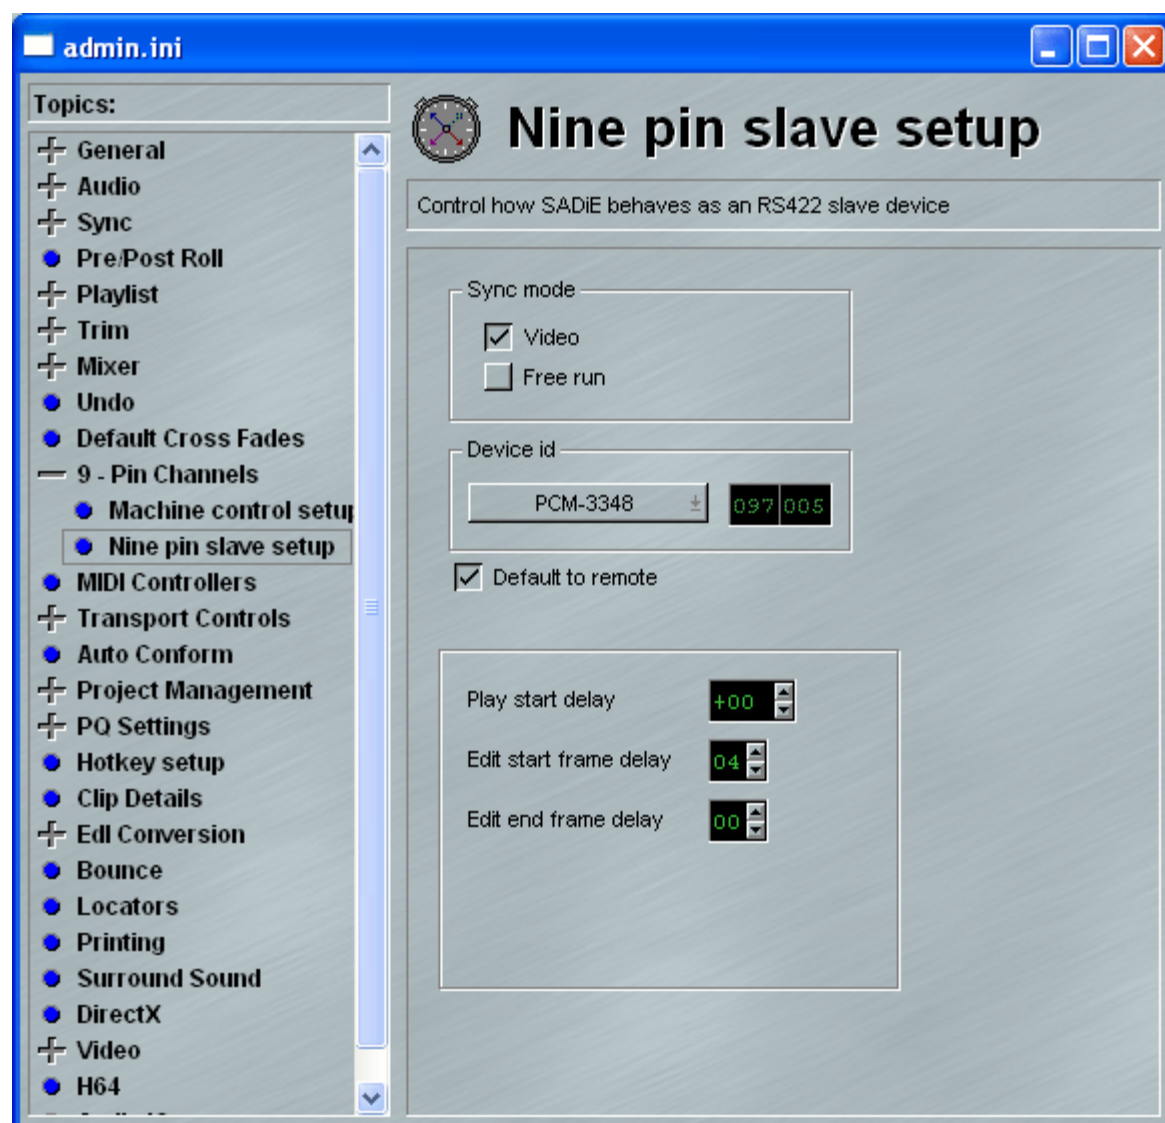 admin.ini
Topics:
General
Audio
Sync
Pre/Post Roll
Playlist
Trim
Mixer
Undo
Default Cross Fades
9 - Pin Channels
Machine control setup
Nine pin slave setup
MIDI Controllers
Transport Controls
Auto Conform
Project Management
PQ Settings
Hotkey setup
Clip Details
Edl Conversion
Bounce
Locators
Printing
Surround Sound
DirectX
Video
H64
Nine pin slave setup
Control how SADiE behaves as an RS422 slave device
Sync mode
Video
Free run
Device id
PCM-3348 097 005
Default to remote
Play start delay +00
Edit start frame delay 04
Edit end frame delay 00